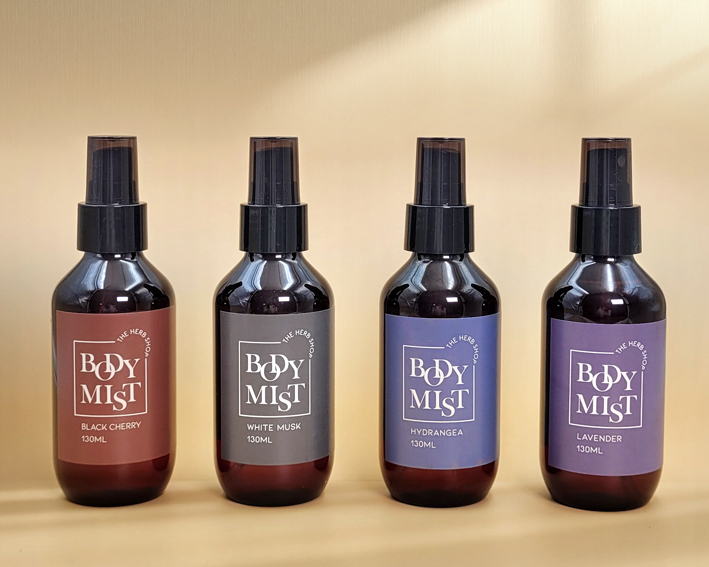 THE HERB SHOP
BODY
MIST
BLACK CHERRY
130ML
THE HERB SHOP
BODY
MIST
WHITE MUSK
130ML
THE HERB SHOP
BODY
MIST
HYDRANGEA
130ML
THE HERB SHOP
BODY
MIST
LAVENDER
130ML